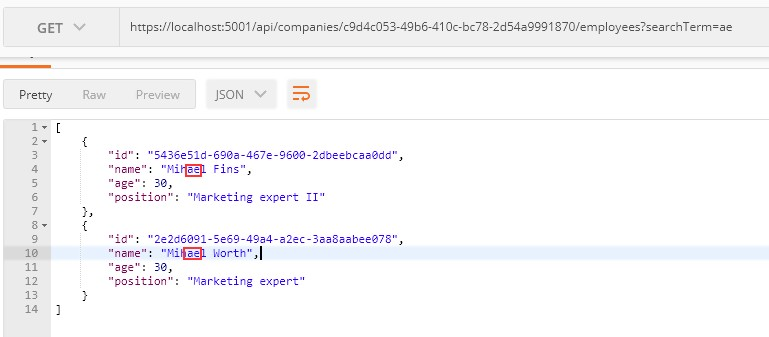 GET https://localhost:5001/api/companies/c9d4c053-49b6-410c-bc78-2d54a9991870/employees?searchTerm=ae
Pretty Raw Preview JSON
1 [
2 {
3 "id": "5436e51d-690a-467e-9600-2dbeebcaa0dd",
4 "name": "Mihael Fins",
5 "age": 30,
6 "position": "Marketing expert II"
7 },
8 {
9 "id": "2e2d6091-5e69-49a4-a2ec-3aa8aabee078",
10 "name": "Mihael Worth",
11 "age": 30,
12 "position": "Marketing expert"
13 }
14 ]